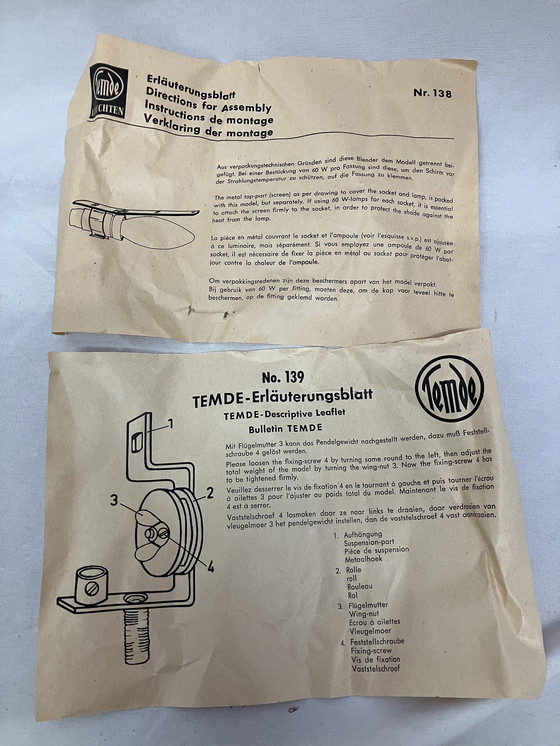 Temde
LEUCHTEN
Erläuterungsblatt
Directions for Assembly
Instructions de montage
Verklaring der montage
Nr. 138
Aus verpackungstechnischen Gründen sind diese Blender dem Modell getrennt bei-
gefügt. Bei einer Bestückung von 60 W pro Fassung sind diese, um den Schirm vor
der Strahlungstemperatur zu schützen, auf die Fassung zu klemmen.
The metal top-part (screen) as per drawing to cover the socket and lamp, is packed
with this model, but separately. If using 60 W-lamps for each socket, it is essential
to attach the screen firmly to the socket, in order to protect the shade against the
heat from the lamp.
La pièce en métal couvrant le socket et l'ampoule (voir l'esquisse s.v.p.) est ajoutée
à ce luminaire, mais séparément. Si vous employez une ampoule de 60 W par
socket, il est nécessaire de fixer la pièce en métal au socket pour protéger l'abat-
jour contre la chaleur de l'ampoule.
Om verpakkingsredenen zijn deze beschermers apart van het model verpakt.
Bij gebruik van 60 W per fitting, moeten deze, om de kap voor teveel hitte te
beschermen, op de fitting geklemd worden.
No. 139
TEMDE-Erläuterungsblatt
TEMDE-Descriptive Leaflet
Bulletin TEMDE
Temde
Mit Flügelmutter 3 kann das Pendelgewicht nachgestellt werden, dazu muß Feststell-
schraube 4 gelöst werden.
Please loosen the fixing-screw 4 by turning same round to the left, then adjust the
total weight of the model by turning the wing-nut 3. Now the fixing-screw 4 has
to be tightened firmly.
Veuillez desserrer le vis de fixation 4 en le tournant à gauche et puis tourner l'écrou
à ailettes 3 pour l'ajuster au poids total du model. Maintenant le vis de fixation
4 est à serrer.
Vaststelschroef 4 losmaken door ze naar links te draaien, door verdraaien van
vleugelmoer 3 het pendelgewicht instellen, dan de vaststelschroef 4 vast aandraaien.
1
2
3
4
1. Aufhängung
Suspension-part
Pièce de suspension
Metaalhoek
2. Rolle
roll
Rouleau
Rol
3. Flügelmutter
Wing-nut
Ecrou à ailettes
Vleugelmoer
4. Feststellschraube
Fixing-screw
Vis de fixation
Vaststelschroef